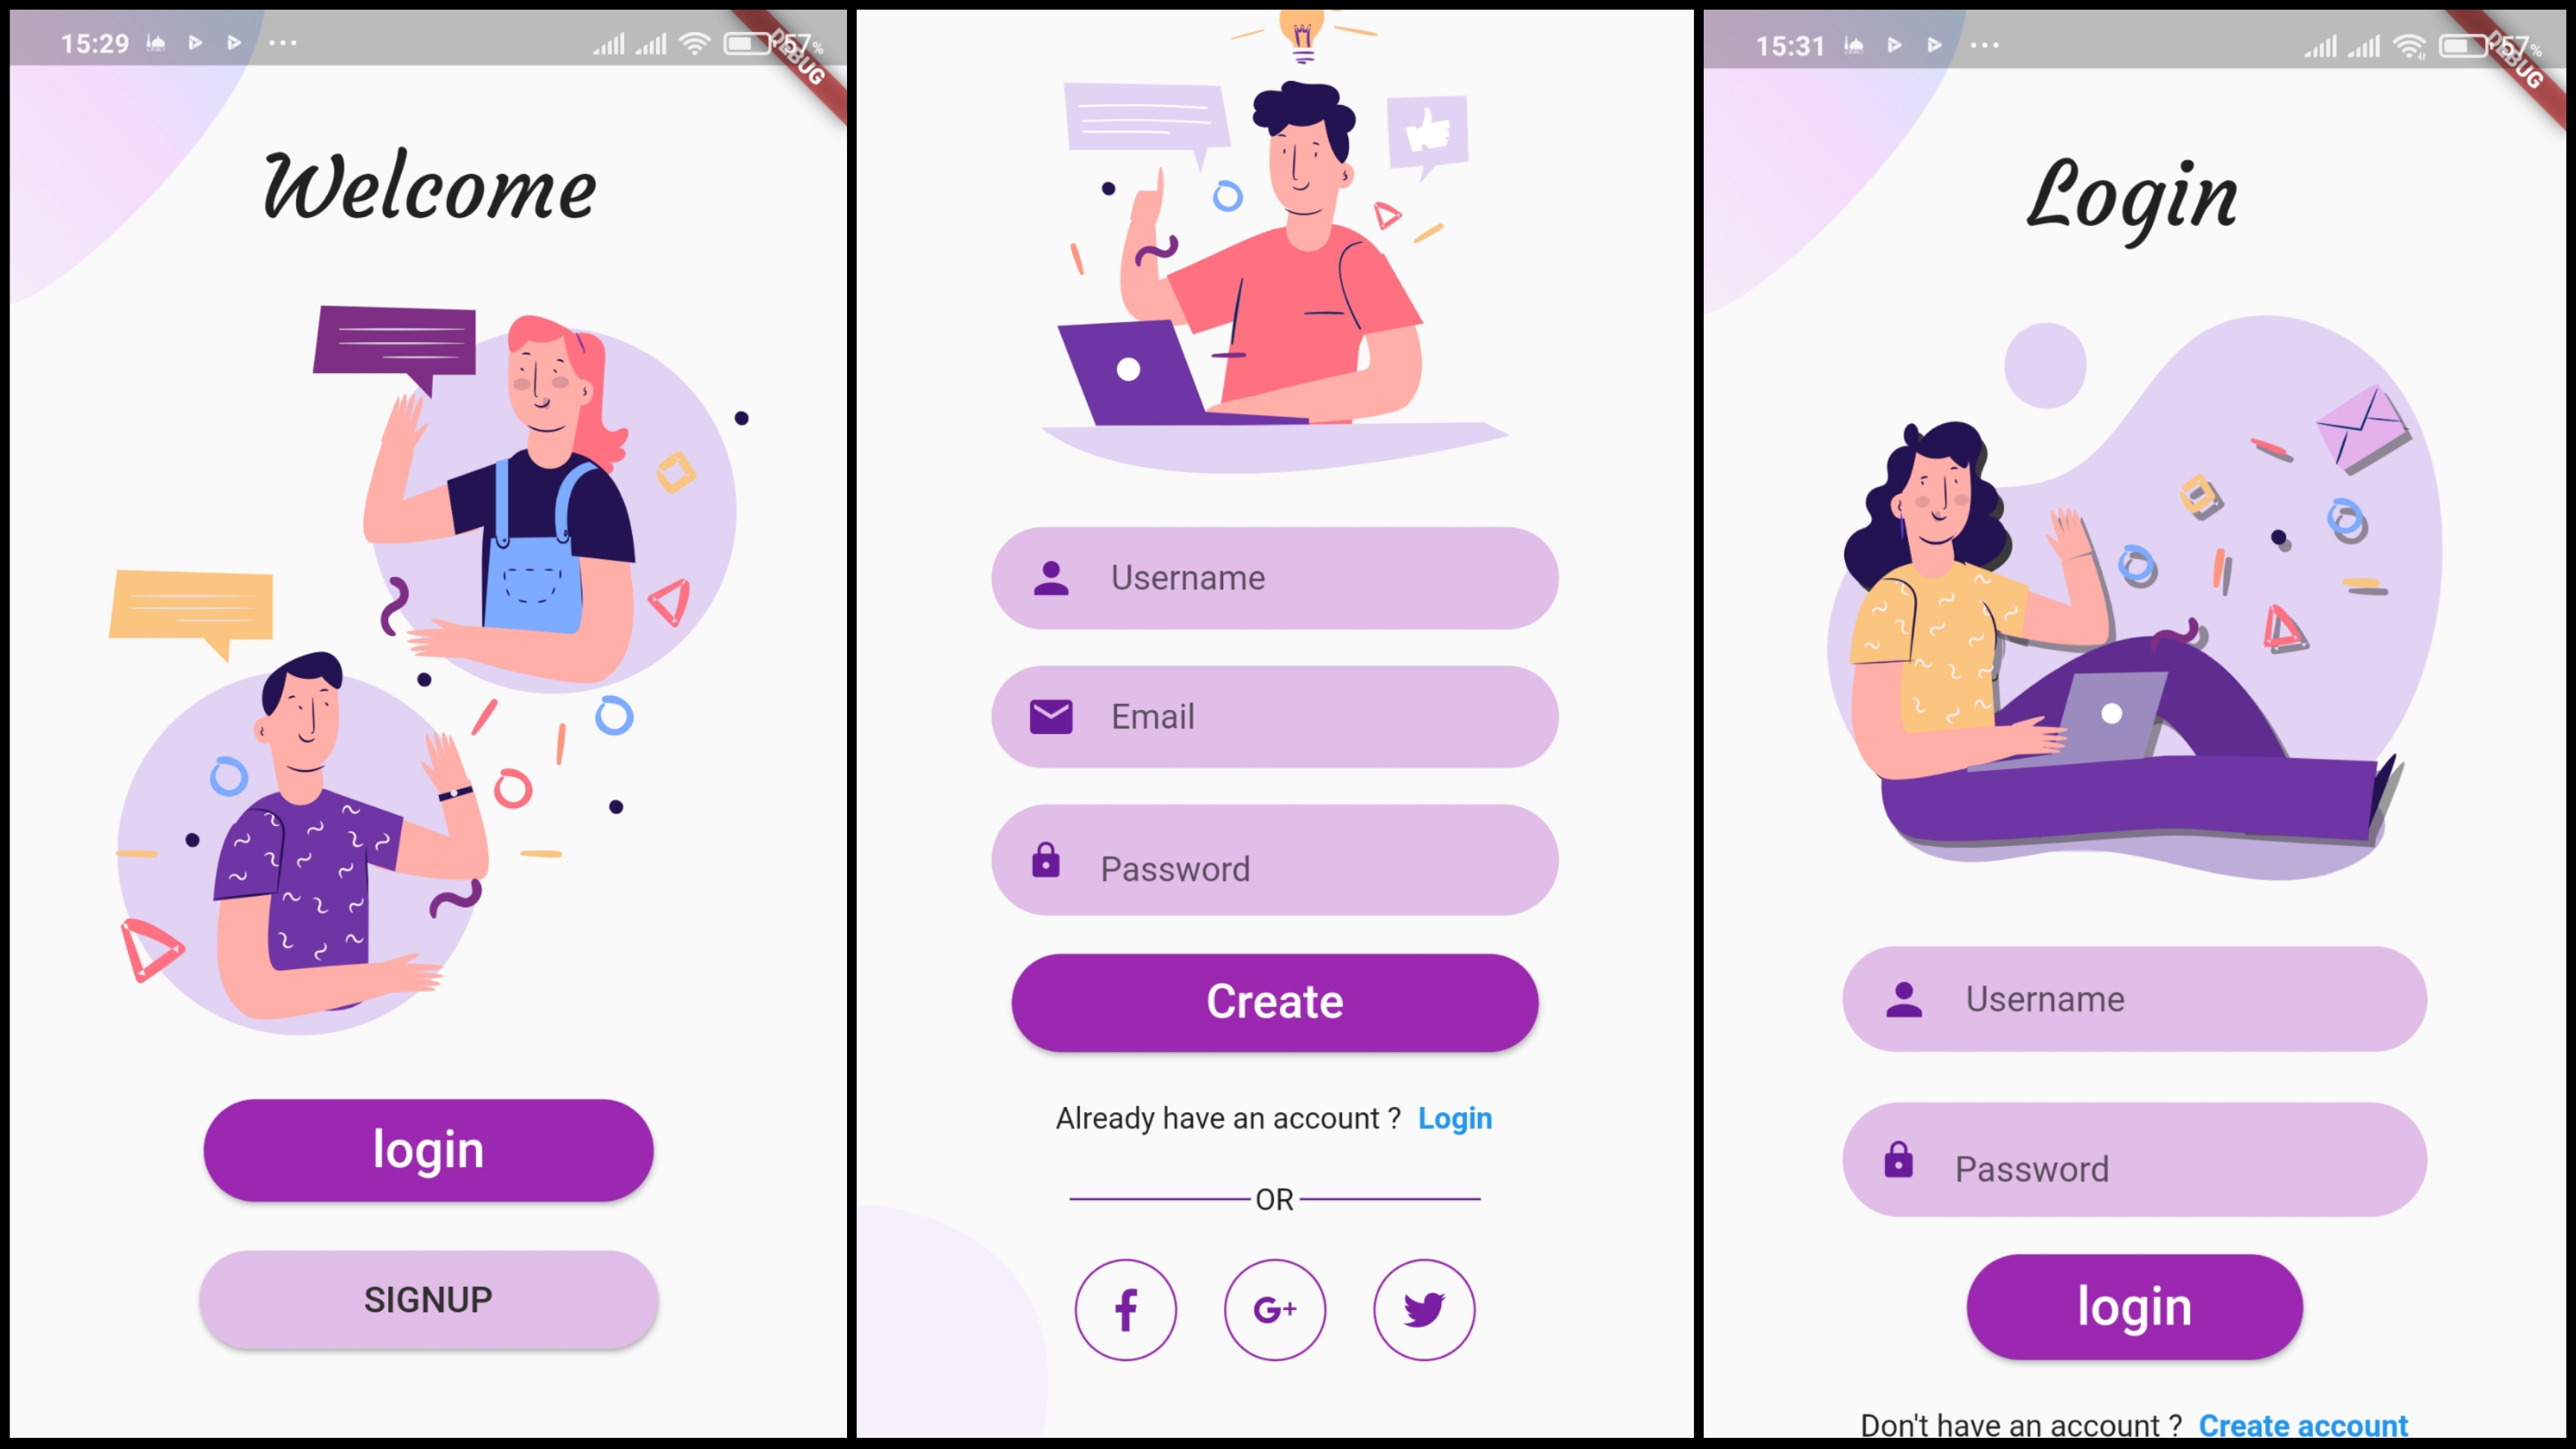 15:29 ... 57%
DEBUG
Welcome
login
SIGNUP
Username
Email
Password
Create
Already have an account ? Login
OR
f G+
15:31 ... 57%
DEBUG
Login
Username
Password
login
Don't have an account ? Create account